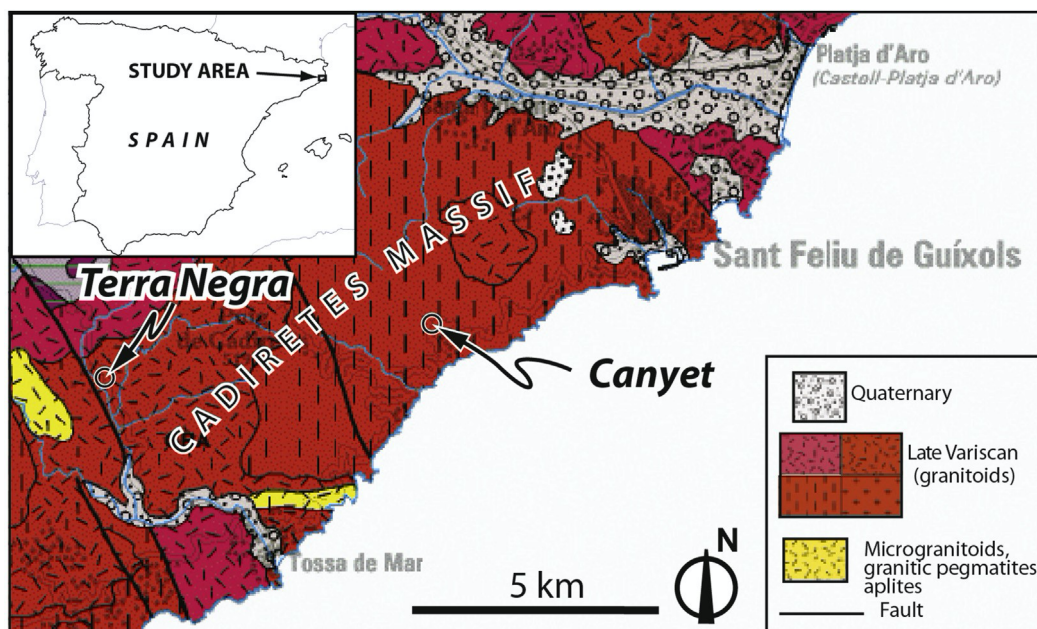 STUDY AREA
SPAIN
Platja d'Aro
(Castell-Platja d'Aro)
Sant Feliu de Guíxols
Terra Negra
CADIRETES MASSIF
Canyet
Tossa de Mar
5 km
N
Quaternary
Late Variscan
(granitoids)
Microgranitoids,
granitic pegmatites
aplites
Fault